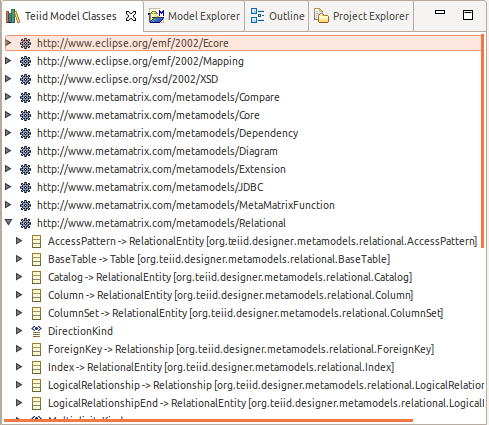 Teiid Model Classes
Model Explorer
Outline
Project Explorer
http://www.eclipse.org/emf/2002/Ecore
http://www.eclipse.org/emf/2002/Mapping
http://www.eclipse.org/xsd/2002/XSD
http://www.metamatrix.com/metamodels/Compare
http://www.metamatrix.com/metamodels/Core
http://www.metamatrix.com/metamodels/Dependency
http://www.metamatrix.com/metamodels/Diagram
http://www.metamatrix.com/metamodels/Extension
http://www.metamatrix.com/metamodels/JDBC
http://www.metamatrix.com/metamodels/MetaMatrixFunction
http://www.metamatrix.com/metamodels/Relational
AccessPattern -> RelationalEntity [org.teiid.designer.metamodels.relational.AccessPattern]
BaseTable -> Table [org.teiid.designer.metamodels.relational.BaseTable]
Catalog -> RelationalEntity [org.teiid.designer.metamodels.relational.Catalog]
Column -> RelationalEntity [org.teiid.designer.metamodels.relational.Column]
ColumnSet -> RelationalEntity [org.teiid.designer.metamodels.relational.ColumnSet]
DirectionKind
ForeignKey -> Relationship [org.teiid.designer.metamodels.relational.ForeignKey]
Index -> RelationalEntity [org.teiid.designer.metamodels.relational.Index]
LogicalRelationship -> Relationship [org.teiid.designer.metamodels.relational.LogicalRelation
LogicalRelationshipEnd -> RelationalEntity [org.teiid.designer.metamodels.relational.Logical